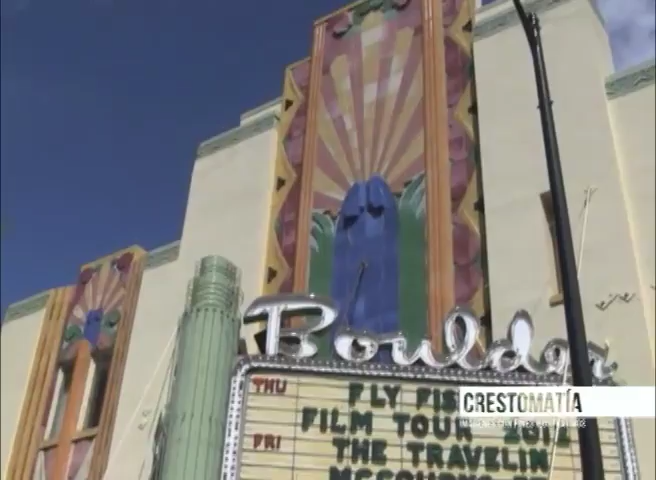 Boulder
THU FLY FIS
FILM TOUR 2012
FRI THE TRAVELIN
CRESTOMATÍA